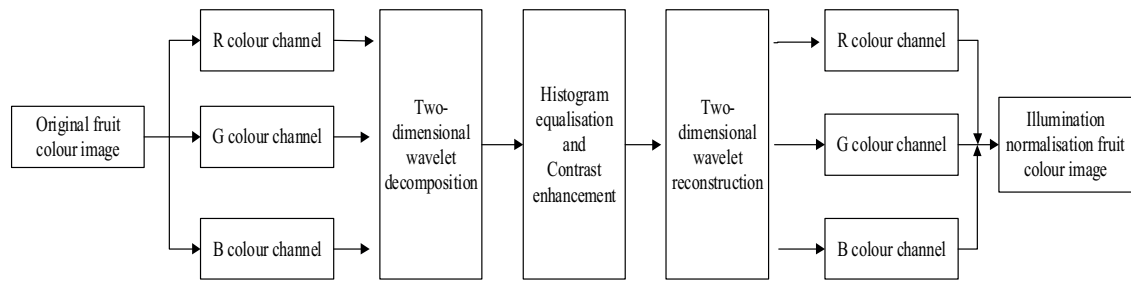 Original fruit
colour image
R colour channel
G colour channel
B colour channel
Two-
dimensional
wavelet
decomposition
Histogram
equalisation
and
Contrast
enhancement
Two-
dimensional
wavelet
reconstruction
R colour channel
G colour channel
B colour channel
Illumination
normalisation fruit
colour image